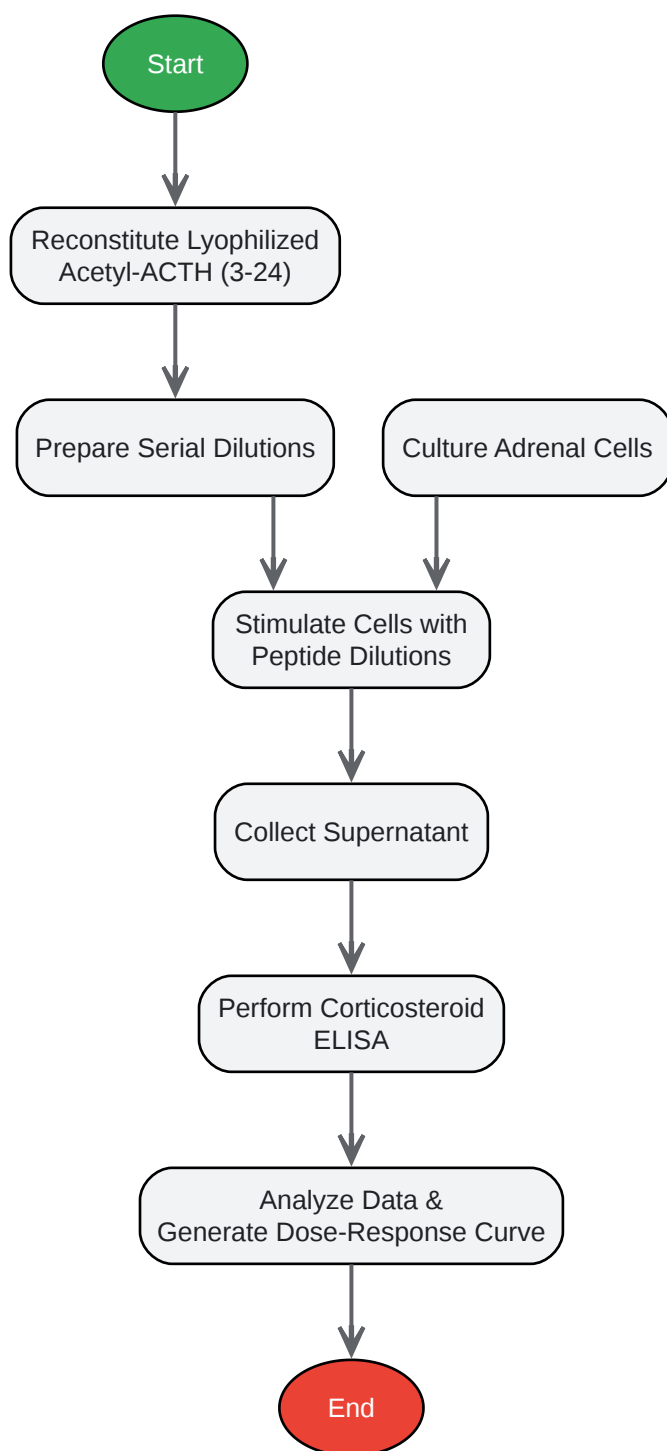 Start
Reconstitute Lyophilized
Acetyl-ACTH (3-24)
Prepare Serial Dilutions
Culture Adrenal Cells
Stimulate Cells with
Peptide Dilutions
Collect Supernatant
Perform Corticosteroid
ELISA
Analyze Data &
Generate Dose-Response Curve
End